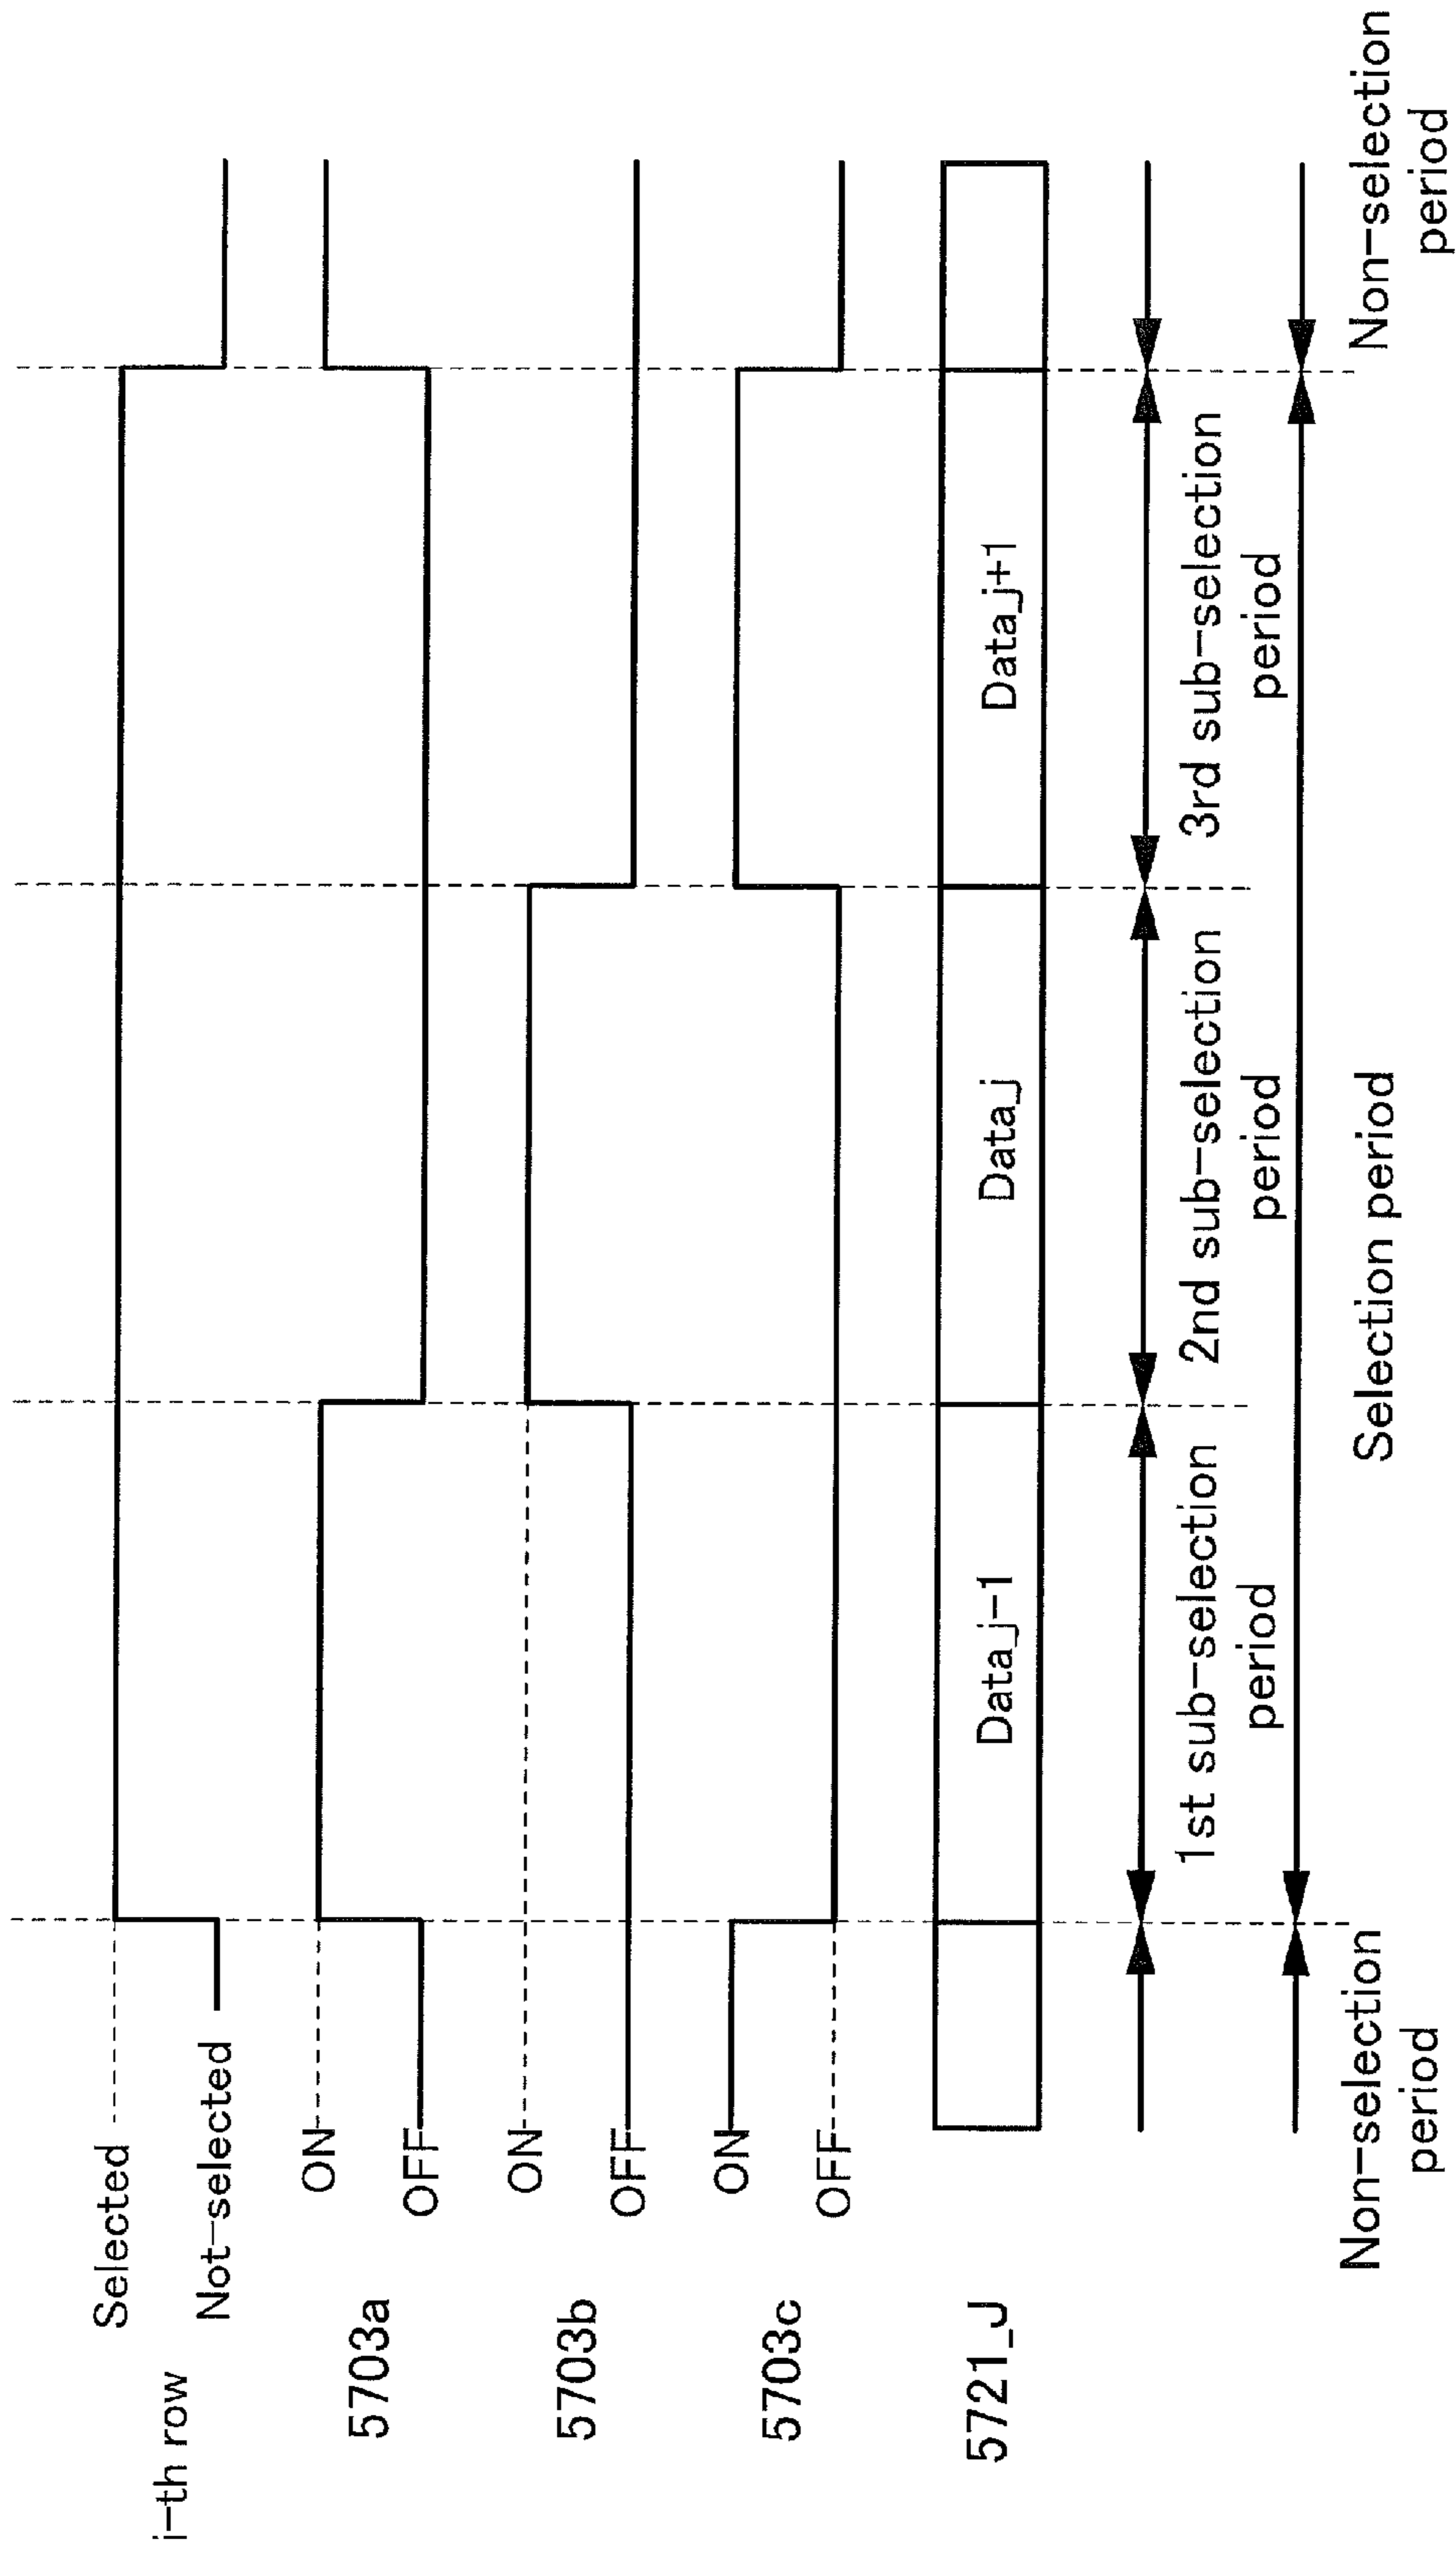 i-th row
Selected
Not-selected
5703a
ON
OFF
5703b
ON
OFF
5703c
ON
OFF
5721_J
Data_j-1
Data_j
Data_j+1
1st sub-selection
period
2nd sub-selection
period
3rd sub-selection
period
Non-selection
period
Selection period
Non-selection
period